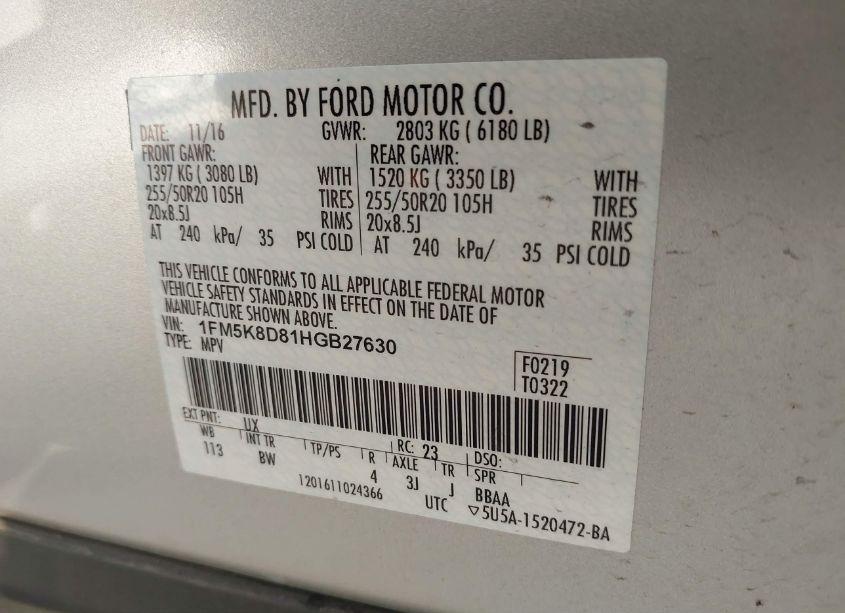 MFD. BY FORD MOTOR CO.
DATE: 11/16 GVWR: 2803 KG ( 6180 LB)
FRONT GAWR: REAR GAWR:
1397 KG ( 3080 LB) WITH 1520 KG ( 3350 LB) WITH
255/50R20 105H TIRES 255/50R20 105H TIRES
20x8.5J RIMS 20x8.5J RIMS
AT 240 kPa/ 35 PSI COLD AT 240 kPa/ 35 PSI COLD
THIS VEHICLE CONFORMS TO ALL APPLICABLE FEDERAL MOTOR
VEHICLE SAFETY STANDARDS IN EFFECT ON THE DATE OF
MANUFACTURE SHOWN ABOVE.
VIN: 1FM5K8D81HGB27630
TYPE: MPV
F0219
T0322
EXT PNT: UX RC: 23 DSO:
WB INT TR TP/PS R AXLE TR SPR
113 BW 4 3J J BBAA
1201611024366 UTC ▽5U5A-1520472-BA